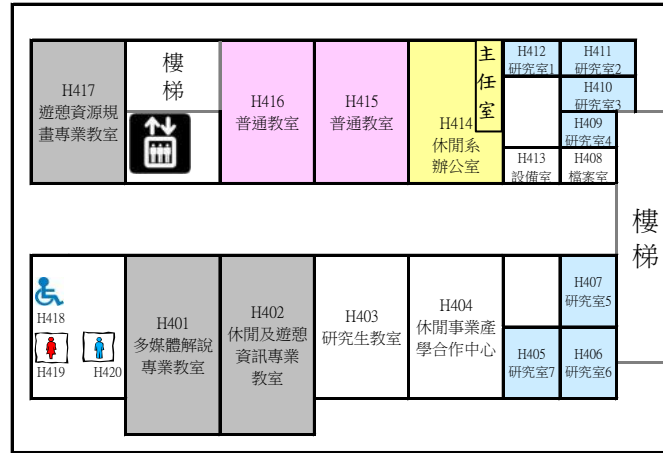 H417
遊憩資源規
畫專業教室
樓
梯
H416
普通教室
H415
普通教室
H414
休閒系
辦公室
主
任
室
H412
研究室1
H411
研究室2
H410
研究室3
H409
研究室4
H413
設備室
H408
檔案室
樓
梯
H418
H419
H420
H401
多媒體解說
專業教室
H402
休閒及遊憩
資訊專業
教室
H403
研究生教室
H404
休閒事業產
學合作中心
H407
研究室5
H405
研究室7
H406
研究室6